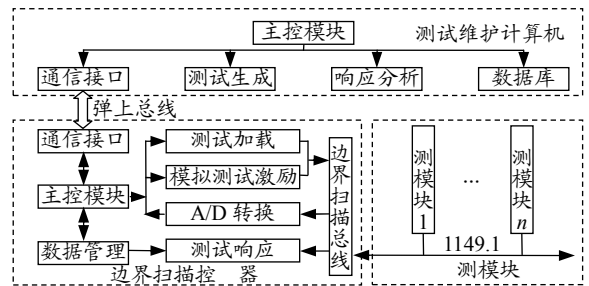 主控模块
测试维护计算机
通信接口
测试生成
响应分析
数据库
弹上总线
通信接口
主控模块
数据管理
测试加载
模拟测试激励
A/D 转换
测试响应
边界扫描总线
边界扫描控 器
测模块1
...
测模块n
1149.1
测模块